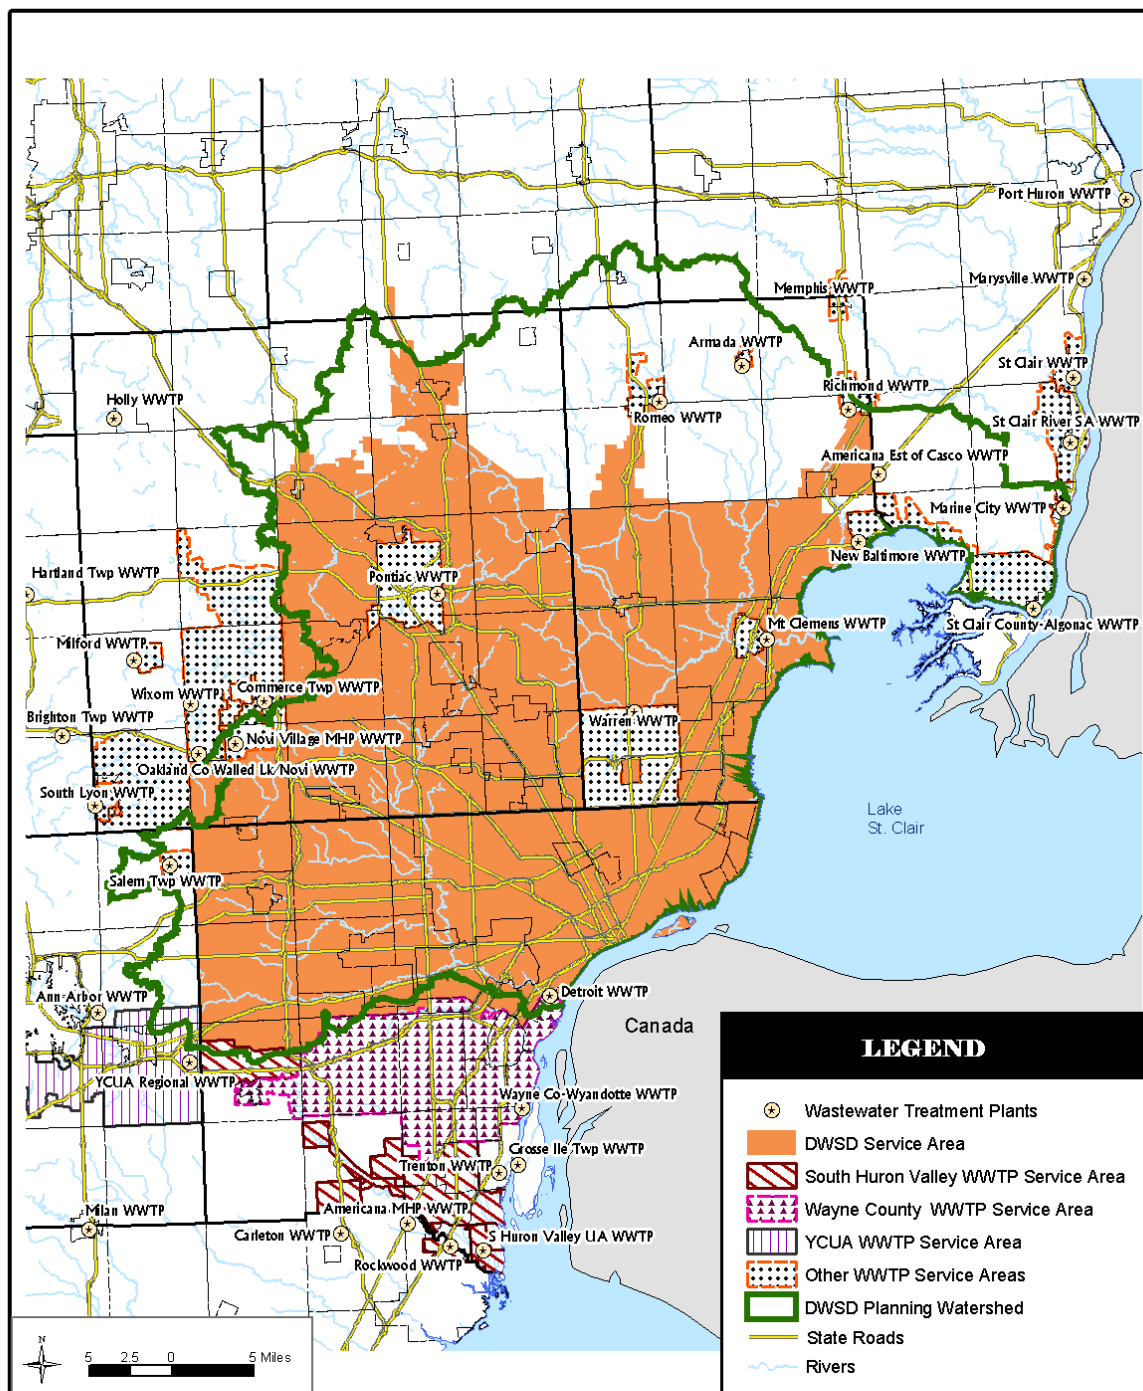 Port Huron WWTP
Marysville WWTP
Memphis WWTP
Armada WWTP
St Clair WWTP
Richmond WWTP
Holly WWTP
Romeo WWTP
St Clair River SA WWTP
Americana Est of Casco WWTP
Marine City WWTP
New Baltimore WWTP
Hartland Twp WWTP
Pontiac WWTP
Mt Clemens WWTP
St Clair County-Algonac WWTP
Milford WWTP
Commerce Twp WWTP
Wixom WWTP
Brighton Twp WWTP
Warren WWTP
Novi Village MHP WWTP
Oakland Co Walled Lk/Novi WWTP
South Lyon WWTP
Lake
St. Clair
Salem Twp WWTP
Ann Arbor WWTP
Detroit WWTP
Canada
YCUA Regional WWTP
Wayne Co-Wyandotte WWTP
Grosse Ile Twp WWTP
Trenton WWTP
Milan WWTP
Americana MHP WWTP
Carleton WWTP
S Huron Valley UA WWTP
Rockwood WWTP
LEGEND
Wastewater Treatment Plants
DWSD Service Area
South Huron Valley WWTP Service Area
Wayne County WWTP Service Area
YCUA WWTP Service Area
Other WWTP Service Areas
DWSD Planning Watershed
State Roads
Rivers
N
5 2.5 0 5 Miles